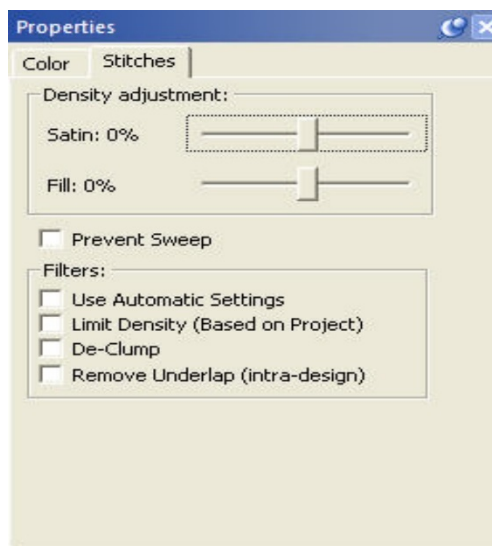 Properties
Color Stitches
Density adjustment:
Satin: 0%
Fill: 0%
Prevent Sweep
Filters:
Use Automatic Settings
Limit Density (Based on Project)
De-Clump
Remove Underlap (intra-design)